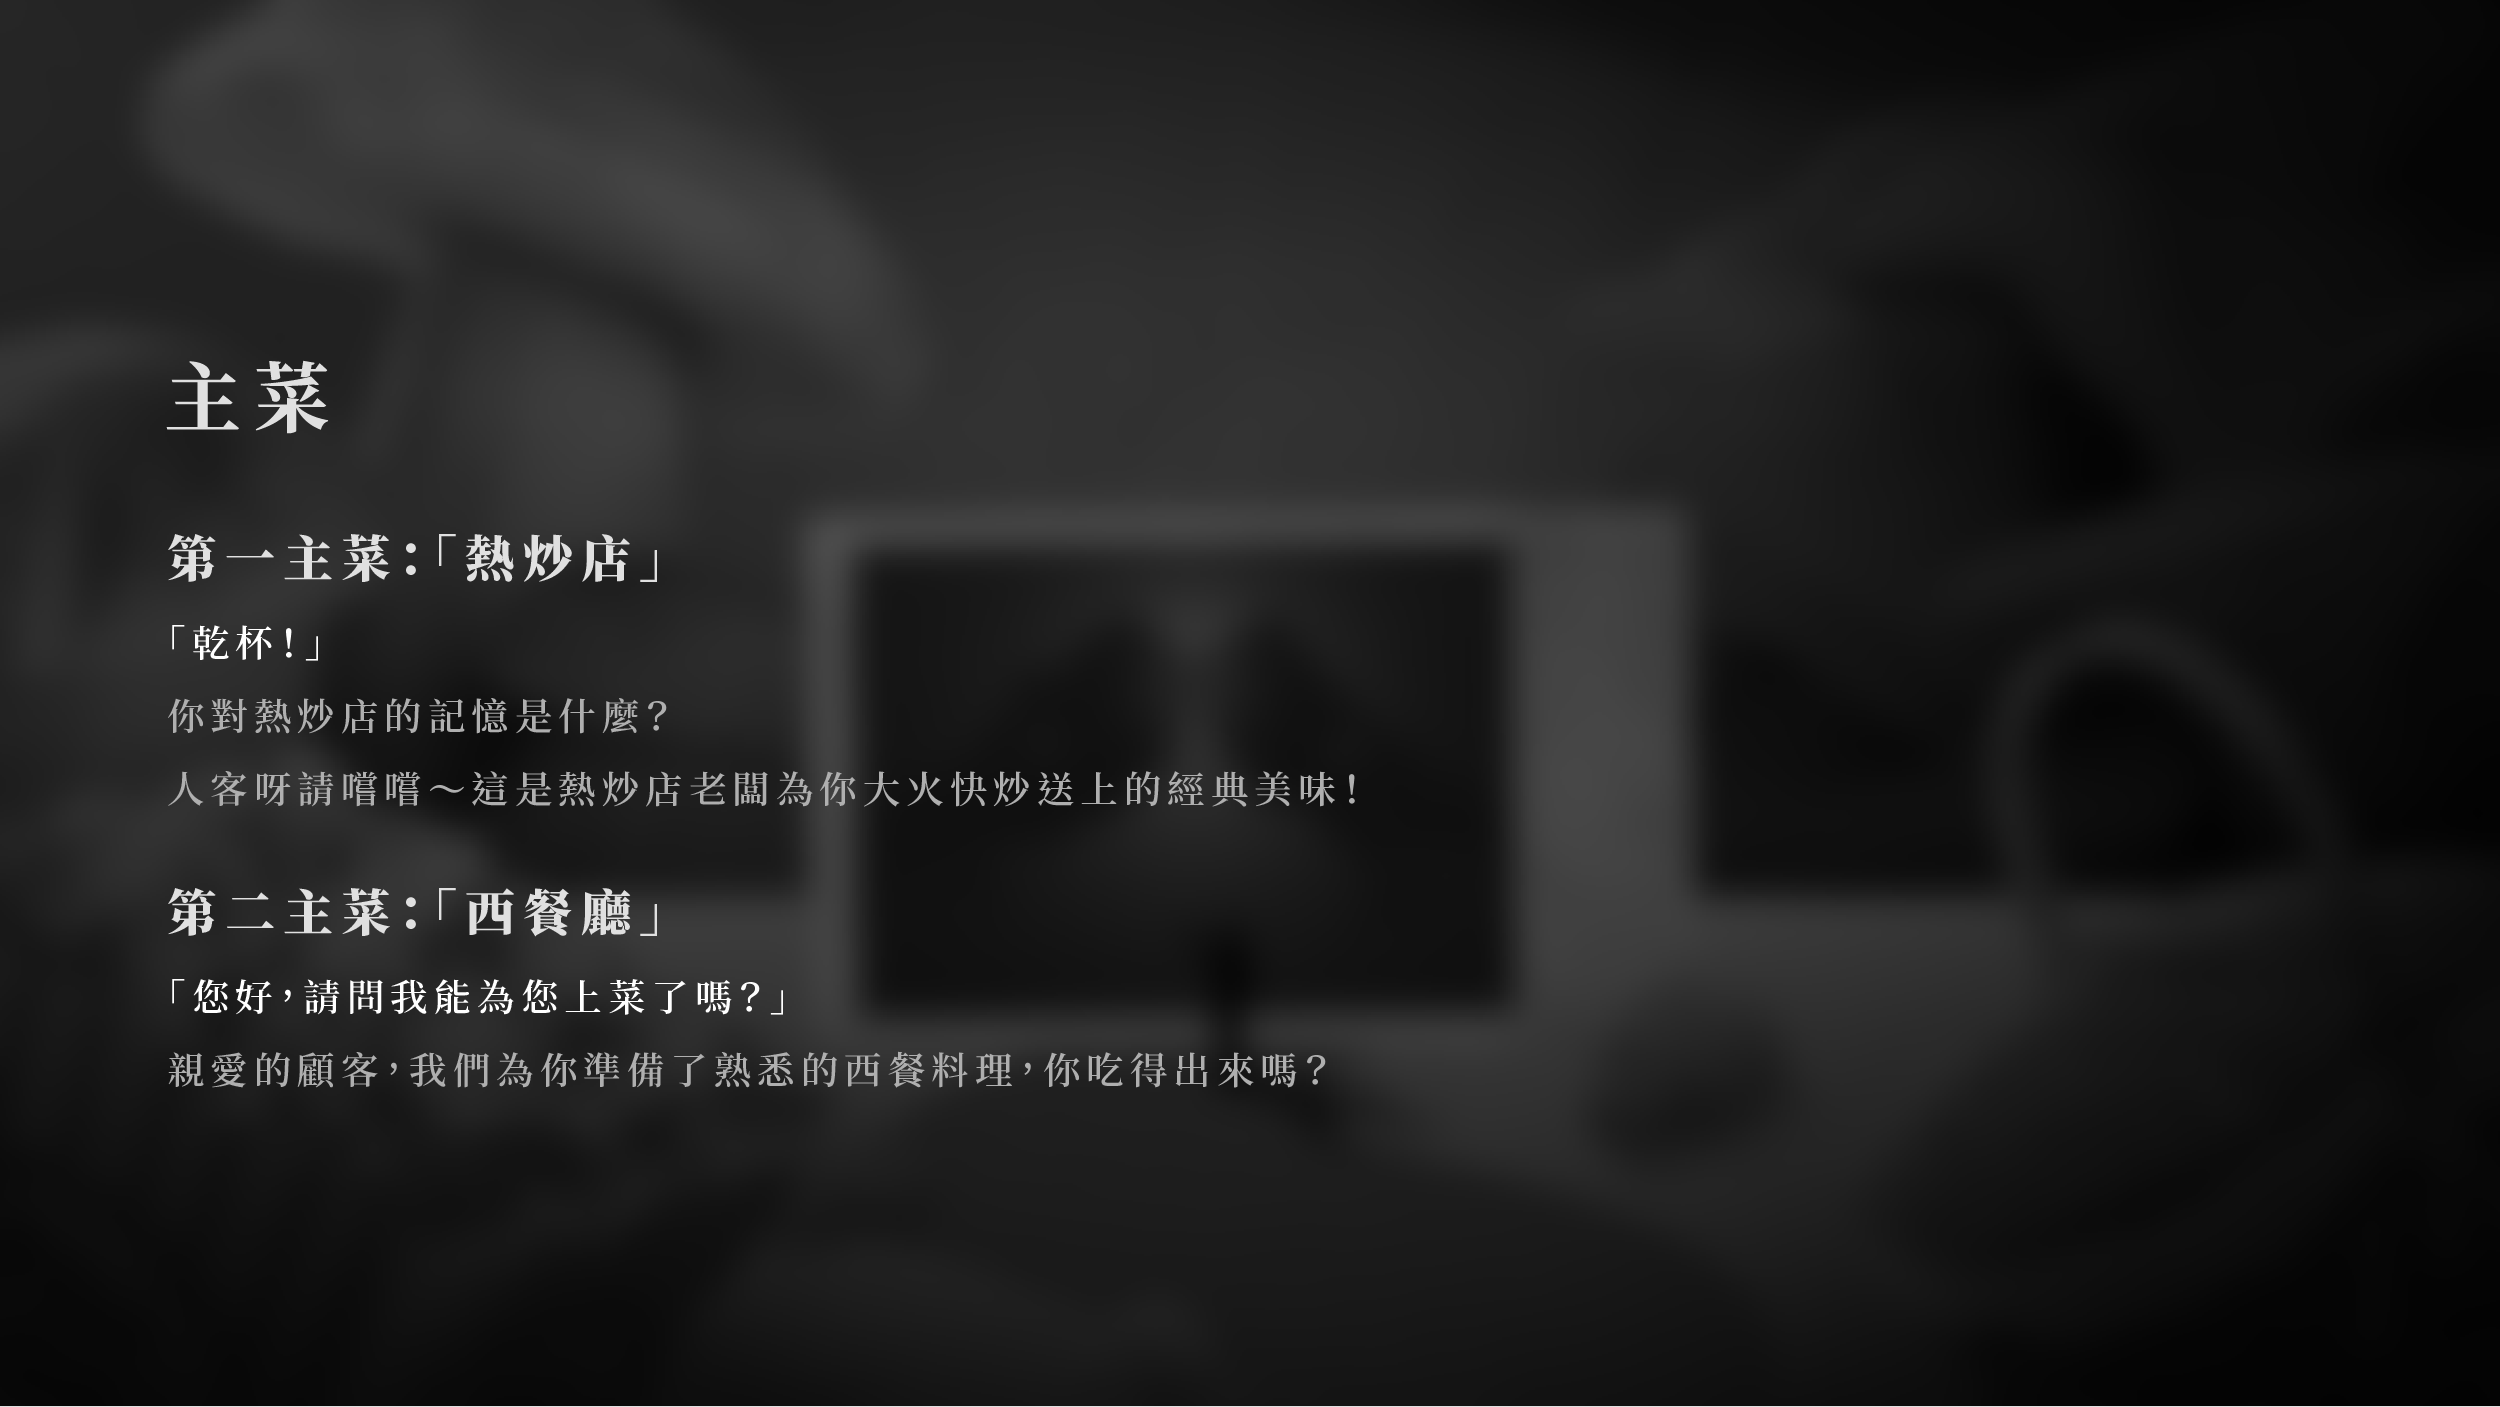 主菜
第一主菜：「熱炒店」
「乾杯！」
你對熱炒店的記憶是什麼？
人客呀請嚐嚐～這是熱炒店老闆為你大火快炒送上的經典美味！
第二主菜：「西餐廳」
「您好，請問我能為您上菜了嗎？」
親愛的顧客，我們為你準備了熟悉的西餐料理，你吃得出來嗎？